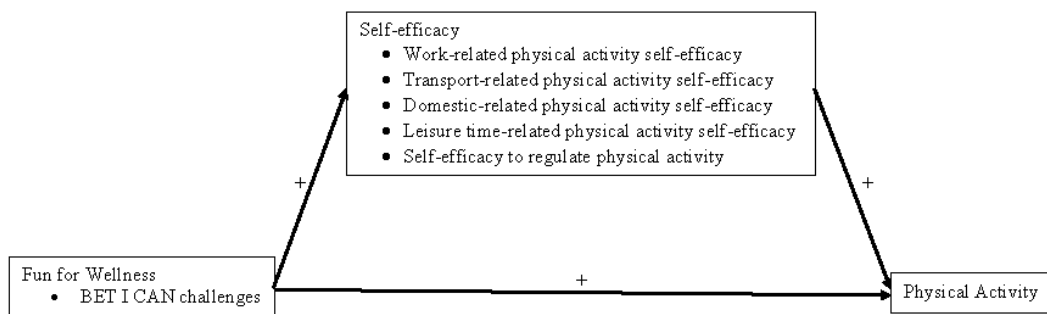 Self-efficacy
• Work-related physical activity self-efficacy
• Transport-related physical activity self-efficacy
• Domestic-related physical activity self-efficacy
• Leisure time-related physical activity self-efficacy
• Self-efficacy to regulate physical activity
+
+
Fun for Wellness
• BET I CAN challenges
+
Physical Activity